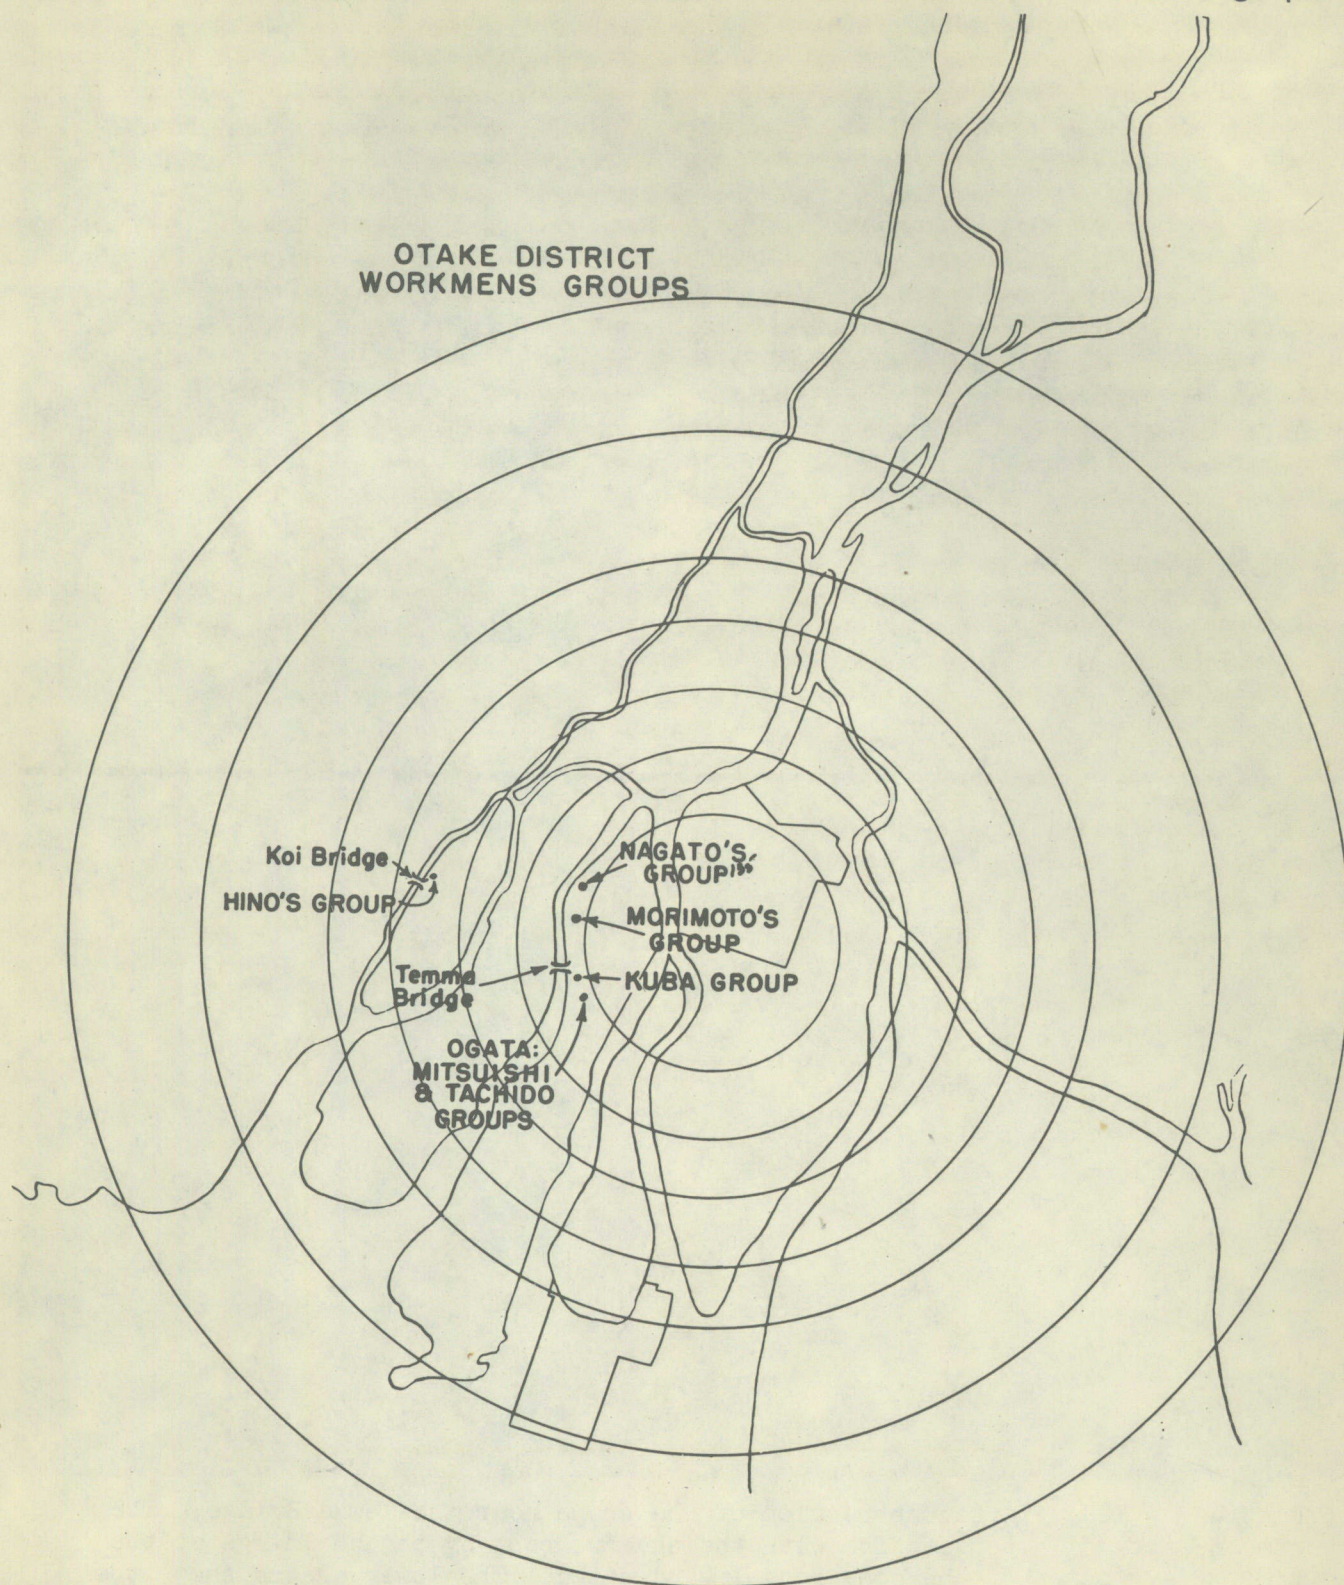 OTAKE DISTRICT
WORKMENS GROUPS
Koi Bridge
HINO'S GROUP
NAGATO'S
GROUP
MORIMOTO'S
GROUP
Temma
Bridge
KUBA GROUP
OGATA:
MITSUISHI
& TACHIDO
GROUPS